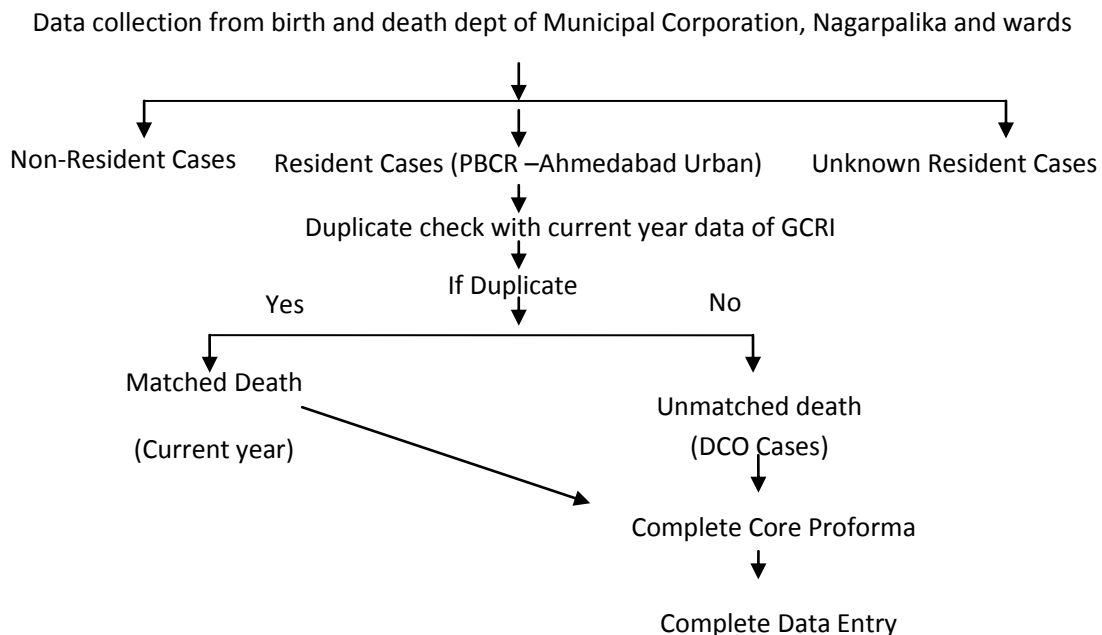 Data collection from birth and death dept of Municipal Corporation, Nagarpalika and wards
Non-Resident Cases
Resident Cases (PBCR –Ahmedabad Urban)
Unknown Resident Cases
Duplicate check with current year data of GCRI
If Duplicate
Yes
No
Matched Death
(Current year)
Unmatched death
(DCO Cases)
Complete Core Proforma
Complete Data Entry